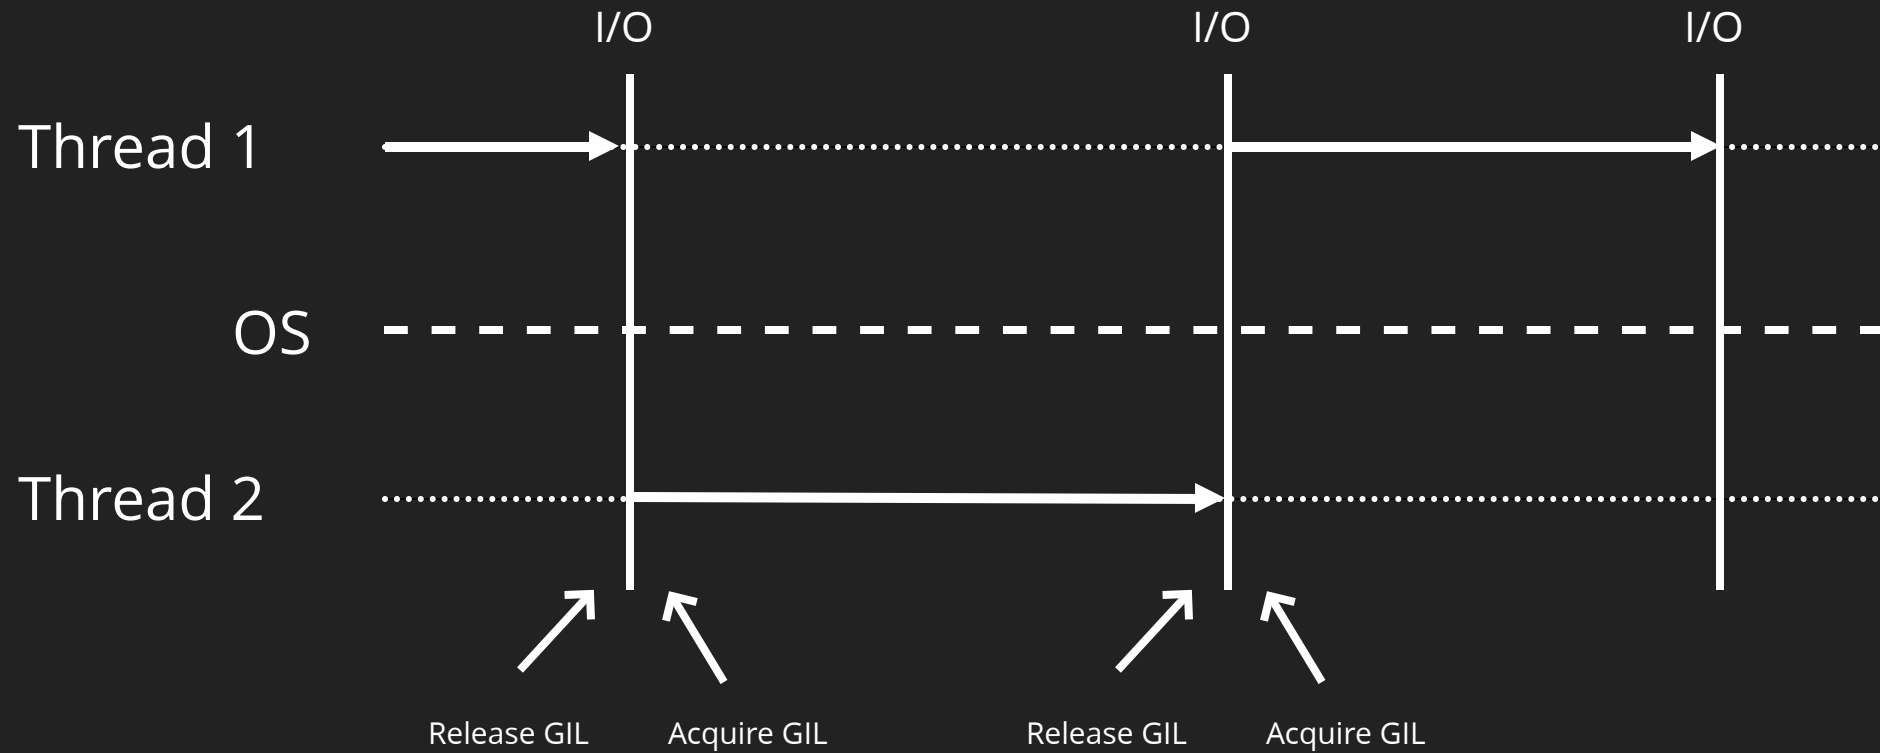 I/O
I/O
I/O
Thread 1
OS
Thread 2
Release GIL
Acquire GIL
Release GIL
Acquire GIL